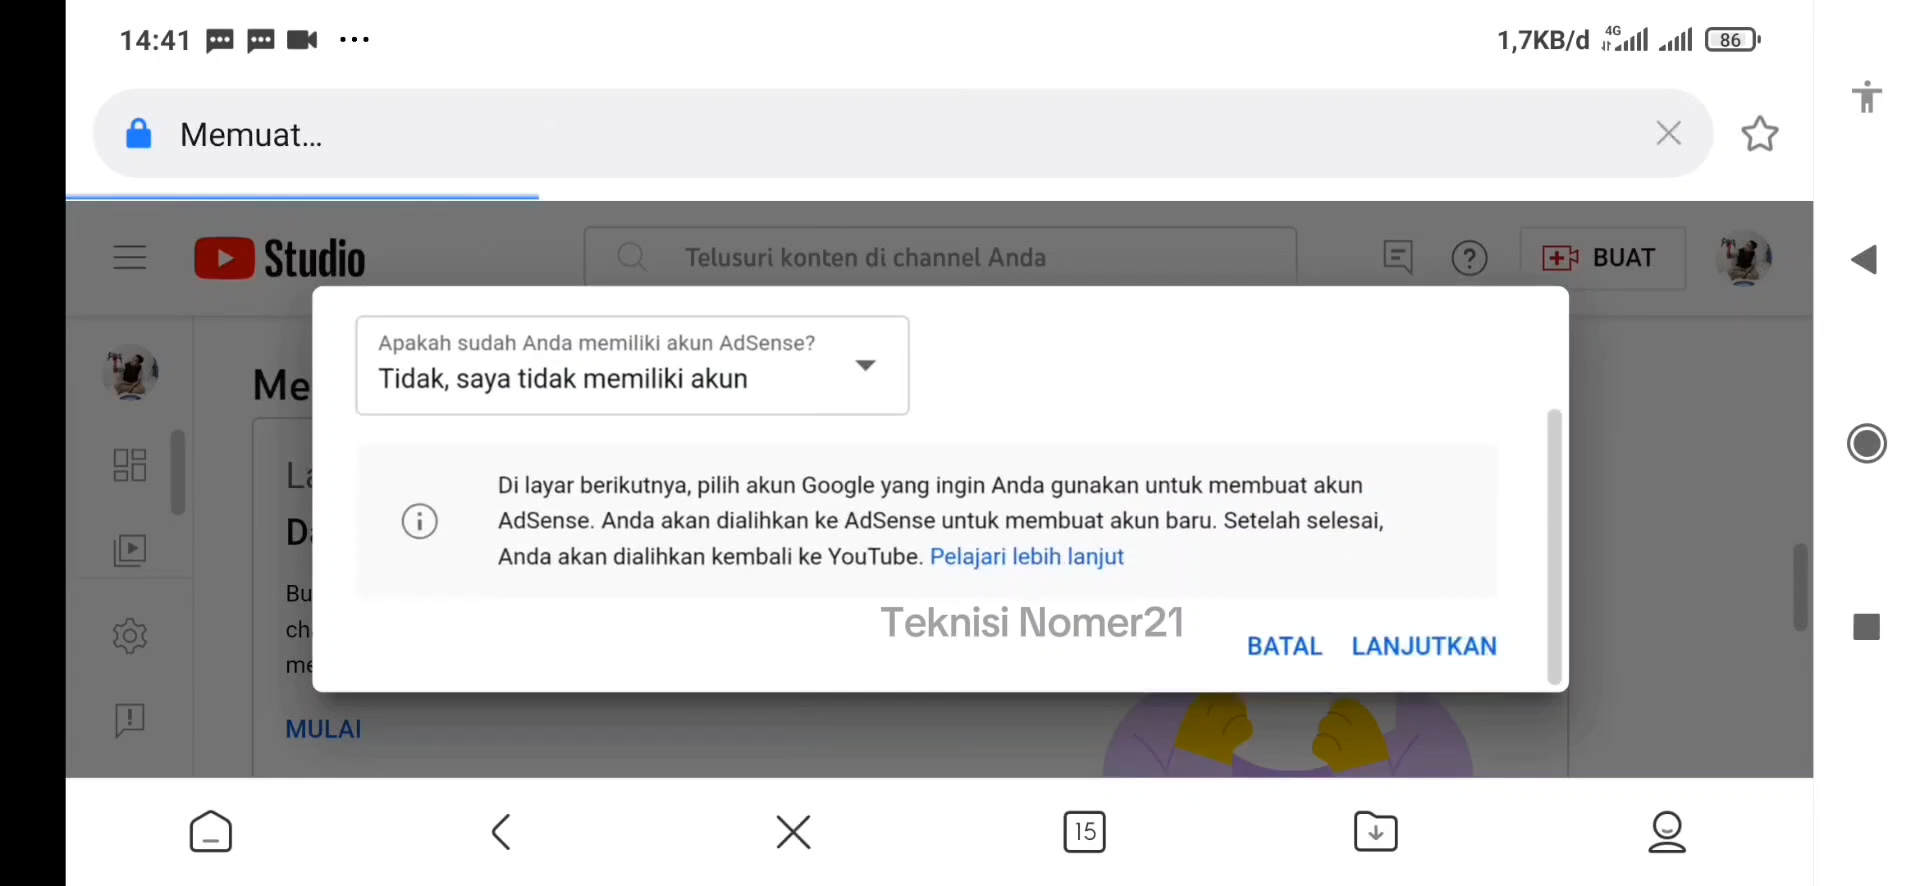 14:41
1,7KB/d 4G 86
Memuat...
Studio
Telusuri konten di channel Anda
BUAT
Me
Apakah sudah Anda memiliki akun AdSense?
Tidak, saya tidak memiliki akun
Di layar berikutnya, pilih akun Google yang ingin Anda gunakan untuk membuat akun
AdSense. Anda akan dialihkan ke AdSense untuk membuat akun baru. Setelah selesai,
Anda akan dialihkan kembali ke YouTube. Pelajari lebih lanjut
Bu
ch
me
Teknisi Nomer21
BATAL LANJUTKAN
MULAI
15